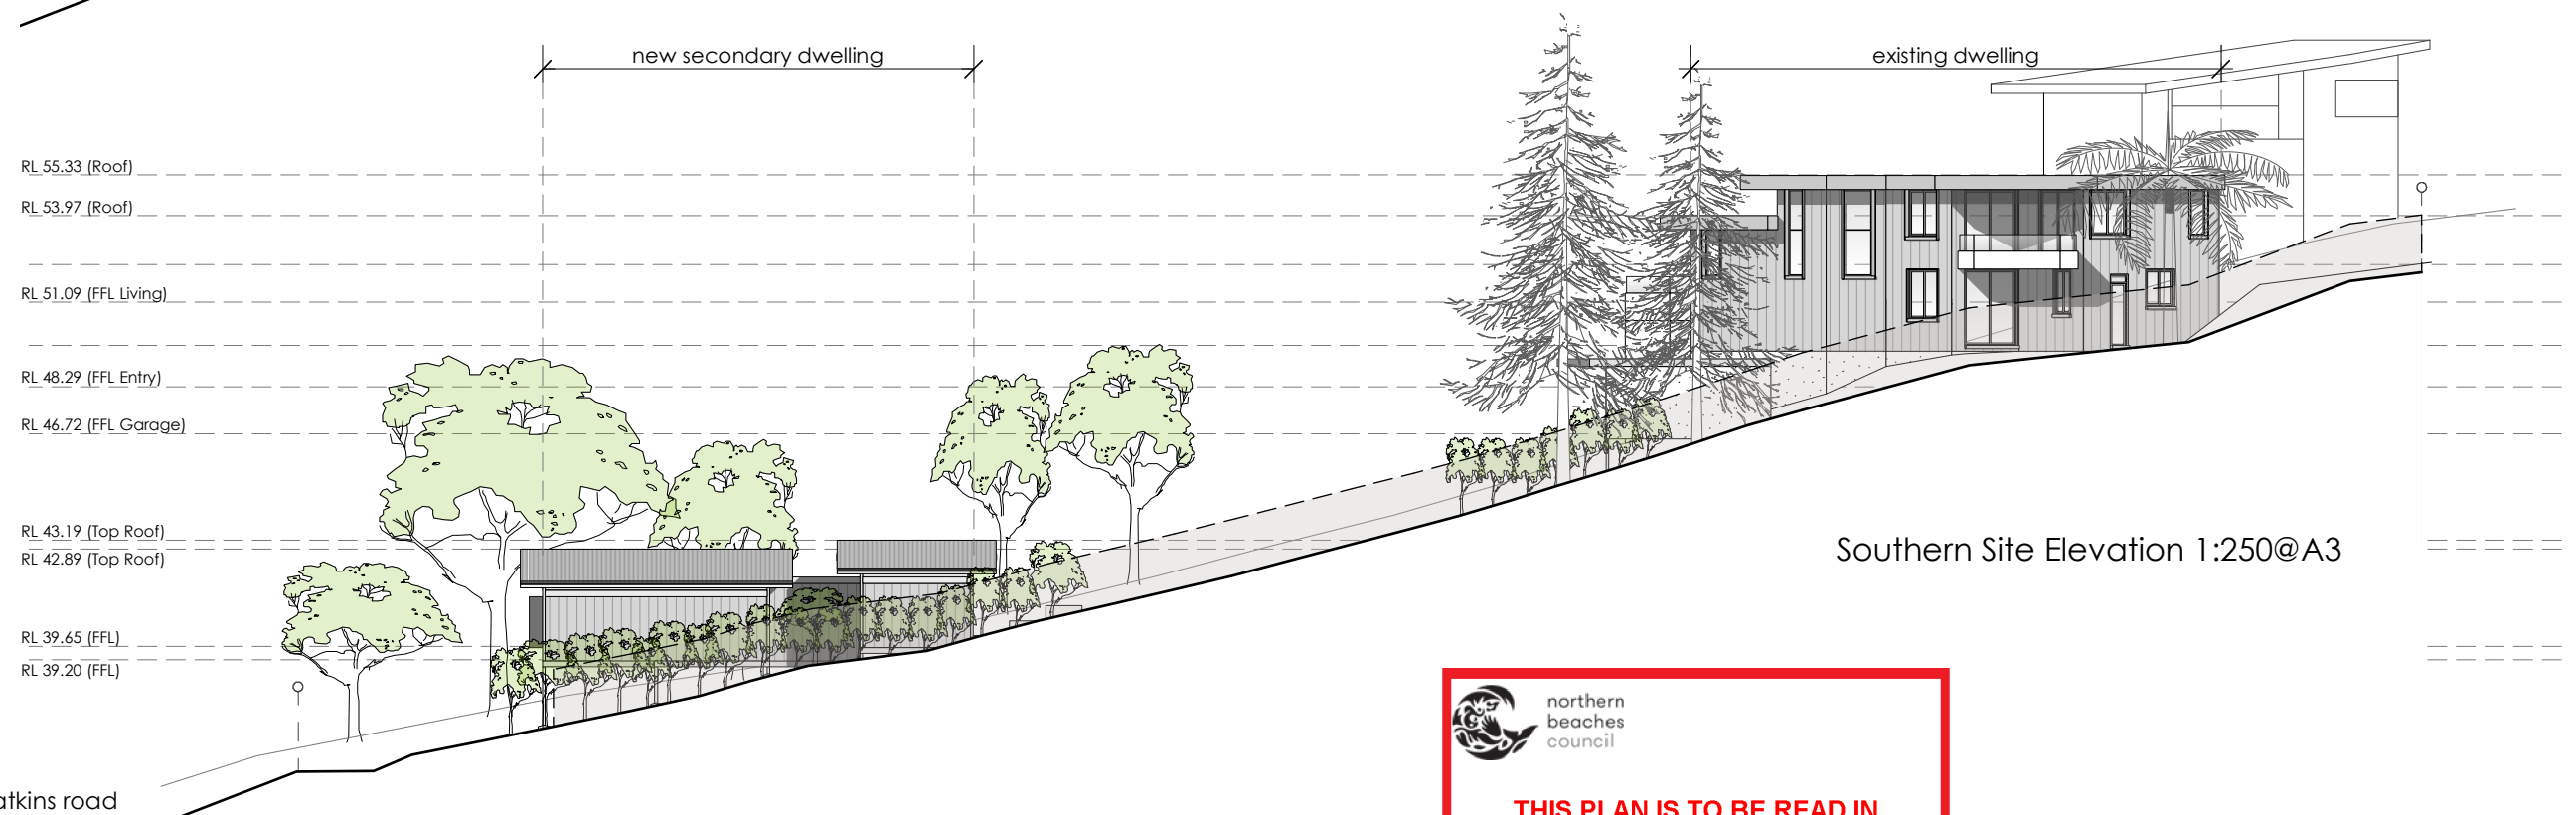 new secondary dwelling
existing dwelling
RL 55.33 (Roof)
RL 53.97 (Roof)
RL 51.09 (FFL Living)
RL 48.29 (FFL Entry)
RL 46.72 (FFL Garage)
RL 43.19 (Top Roof)
RL 42.89 (Top Roof)
Southern Site Elevation 1:250@A3
RL 39.65 (FFL)
RL 39.20 (FFL)
northern
beaches
council
atkins road
THIS PLAN IS TO BE READ IN